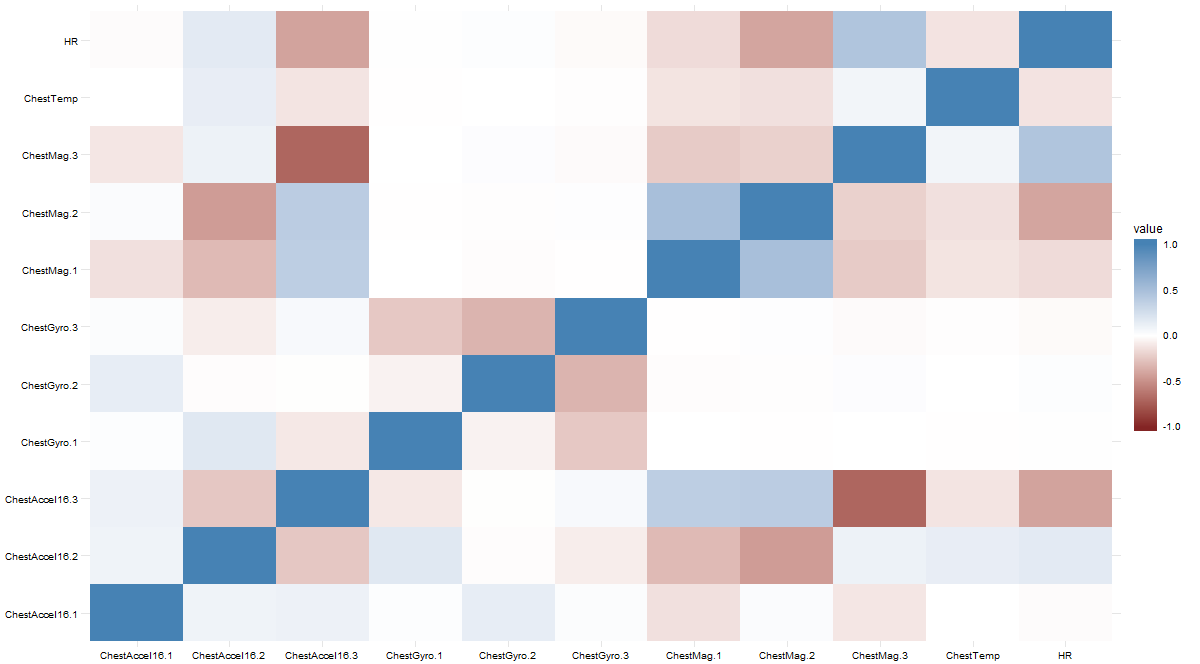 HR
ChestTemp
ChestMag.3
ChestMag.2
ChestMag.1
ChestGyro.3
ChestGyro.2
ChestGyro.1
ChestAccel16.3
ChestAccel16.2
ChestAccel16.1
ChestAccel16.1 ChestAccel16.2 ChestAccel16.3 ChestGyro.1 ChestGyro.2 ChestGyro.3 ChestMag.1 ChestMag.2 ChestMag.3 ChestTemp HR
value
1.0
0.5
0.0
-0.5
-1.0